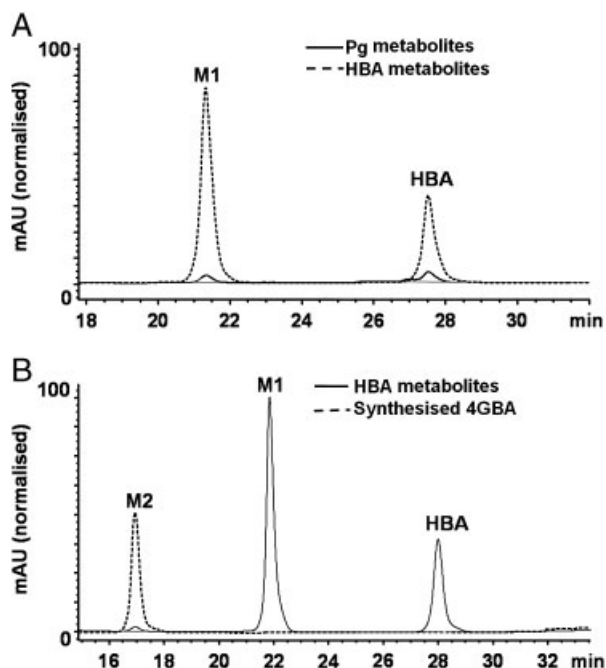 A
100
Pg metabolites
HBA metabolites
M1
HBA
mAU (normalised)
0
18 20 22 24 26 28 30 min
B
100
HBA metabolites
Synthesised 4GBA
M1
M2
HBA
mAU (normalised)
0
16 18 20 22 24 26 28 30 32 min